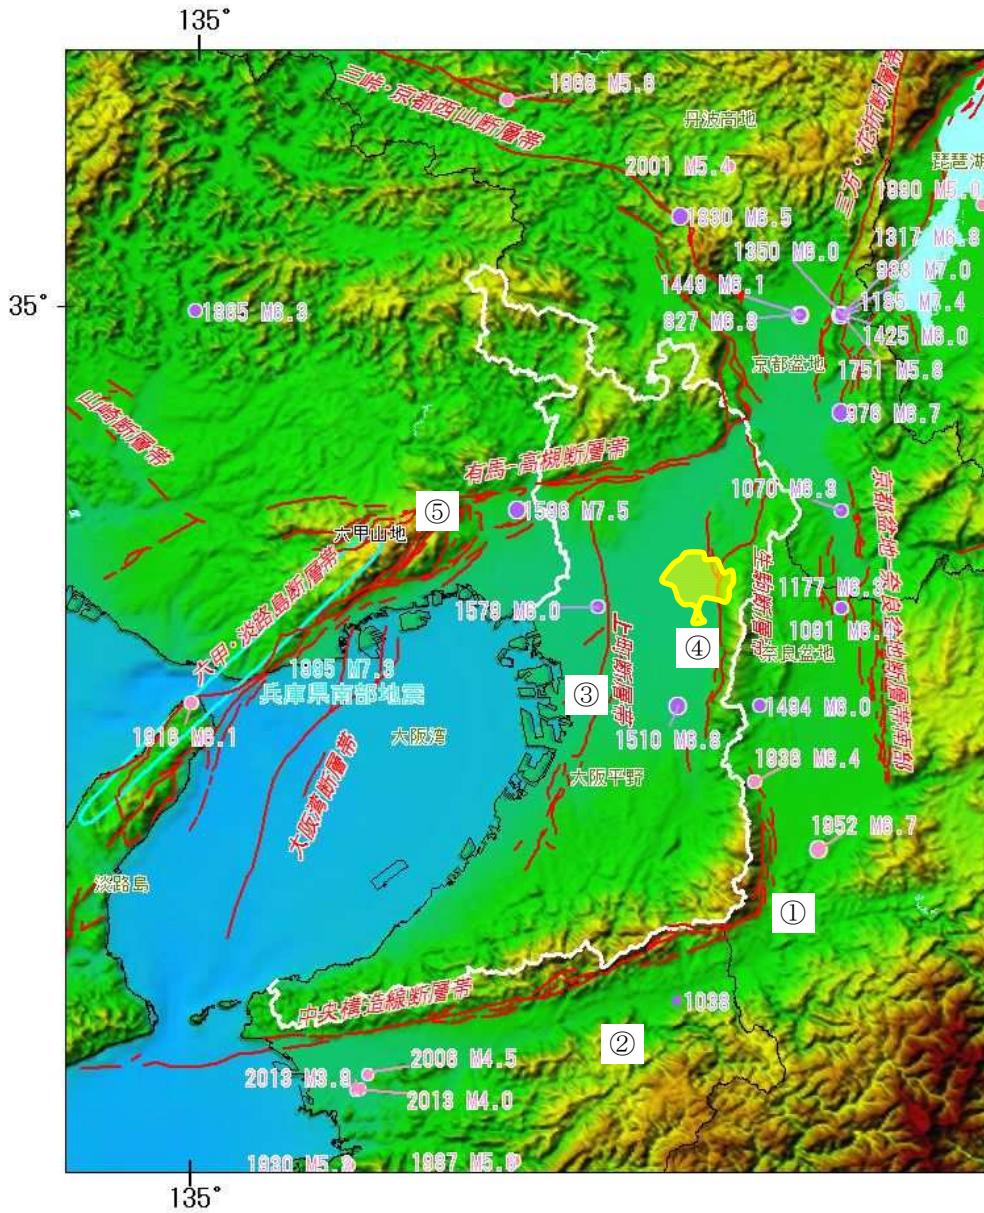 135°
1968 M5.6
三峠・京都西山断層帯
丹波高地
三方・花折断層帯
2001 M5.4
琵琶湖
1890 M5.0
1830 M6.5
1317 M6.8
1350 M6.0
938 M7.0
1449 M6.1
35°
1865 M6.3
1185 M7.4
827 M6.8
1425 M6.0
京都盆地
1751 M5.8
山崎断層帯
976 M6.7
有馬-高槻断層帯
1070 M6.3
⑤
1596 M7.5
京都盆地-奈良盆地断層帯南部
六甲山地
六甲・淡路島断層帯
生駒断層帯
1177 M6.3
1579 M6.0
上町断層帯
1091 M6.4
④
奈良盆地
1995 M7.3
兵庫県南部地震
③
1494 M6.0
1916 M6.1
大阪湾
1510 M6.8
大阪湾断層帯
大阪平野
1936 M6.4
1952 M6.7
淡路島
①
中央構造線断層帯
1038
②
2006 M4.5
2013 M3.9
2013 M4.0
1930 M5.9
135°